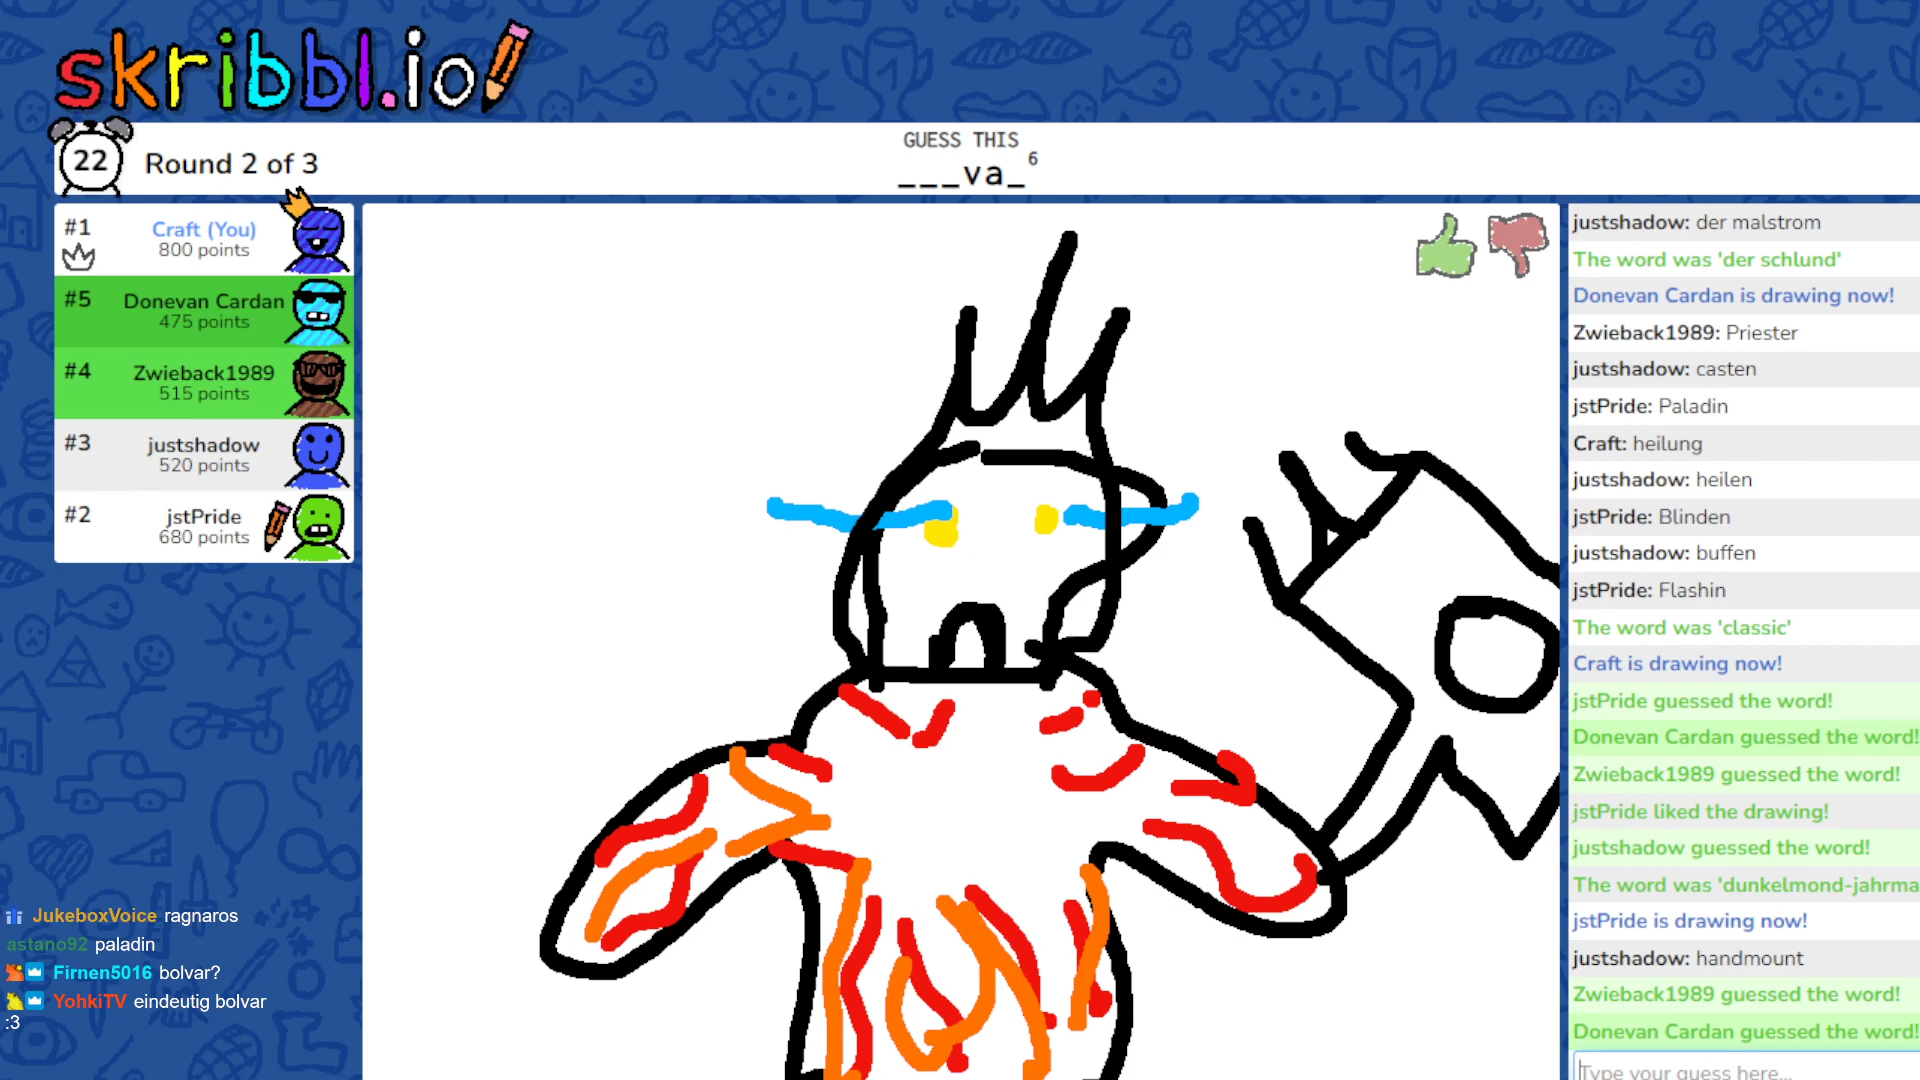 skribbl.io
22
Round 2 of 3
GUESS THIS
___va_ 6
#1
Craft (You)
800 points
#5
Donevan Cardan
475 points
#4
Zwieback1989
515 points
#3
justshadow
520 points
#2
jstPride
680 points
justshadow: der malstrom
The word was 'der schlund'
Donevan Cardan is drawing now!
Zwieback1989: Priester
justshadow: casten
jstPride: Paladin
Craft: heilung
justshadow: heilen
jstPride: Blinden
justshadow: buffen
jstPride: Flashin
The word was 'classic'
Craft is drawing now!
jstPride guessed the word!
Donevan Cardan guessed the word!
Zwieback1989 guessed the word!
jstPride liked the drawing!
justshadow guessed the word!
The word was 'dunkelmond-jahrma
jstPride is drawing now!
justshadow: handmount
Zwieback1989 guessed the word!
Donevan Cardan guessed the word!
Type your guess here...
JukeboxVoice ragnaros
astano92 paladin
Firnen5016 bolvar?
YohkiTV eindeutig bolvar
:3